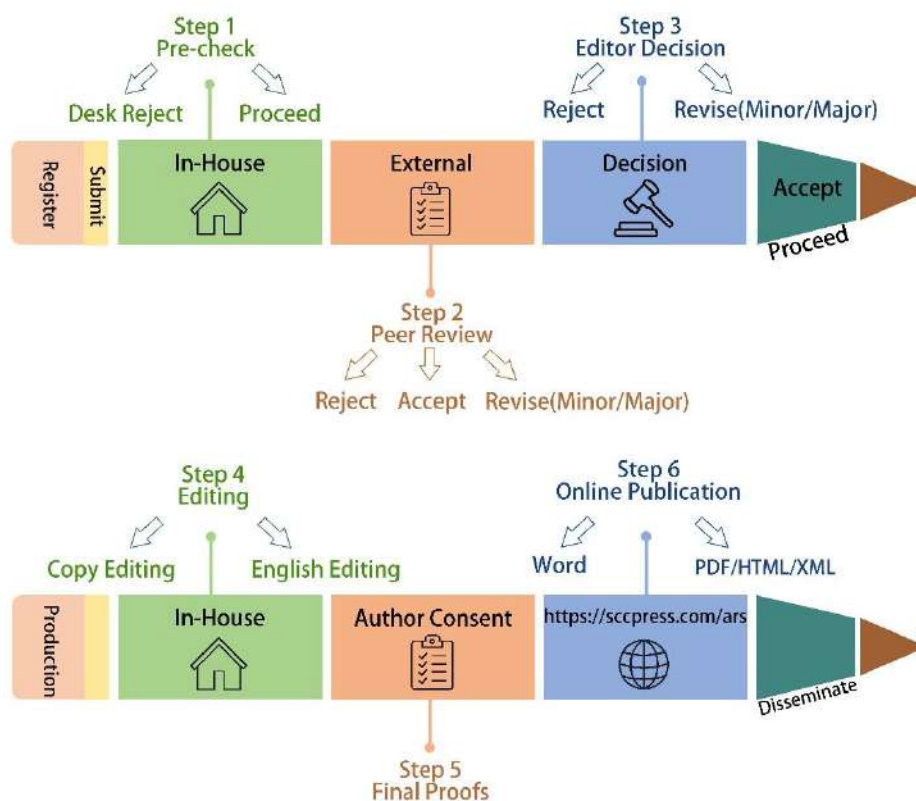 Step 1
Pre-check
Desk Reject
Proceed
Step 3
Editor Decision
Reject
Revise(Minor/Major)
Register
Submit
In-House
External
Decision
Accept
Proceed
Step 2
Peer Review
Reject
Accept
Revise(Minor/Major)
Step 4
Editing
Copy Editing
English Editing
Step 6
Online Publication
Word
PDF/HTML/XML
Production
In-House
Author Consent
https://sccpress.com/ars
Disseminate
Step 5
Final Proofs